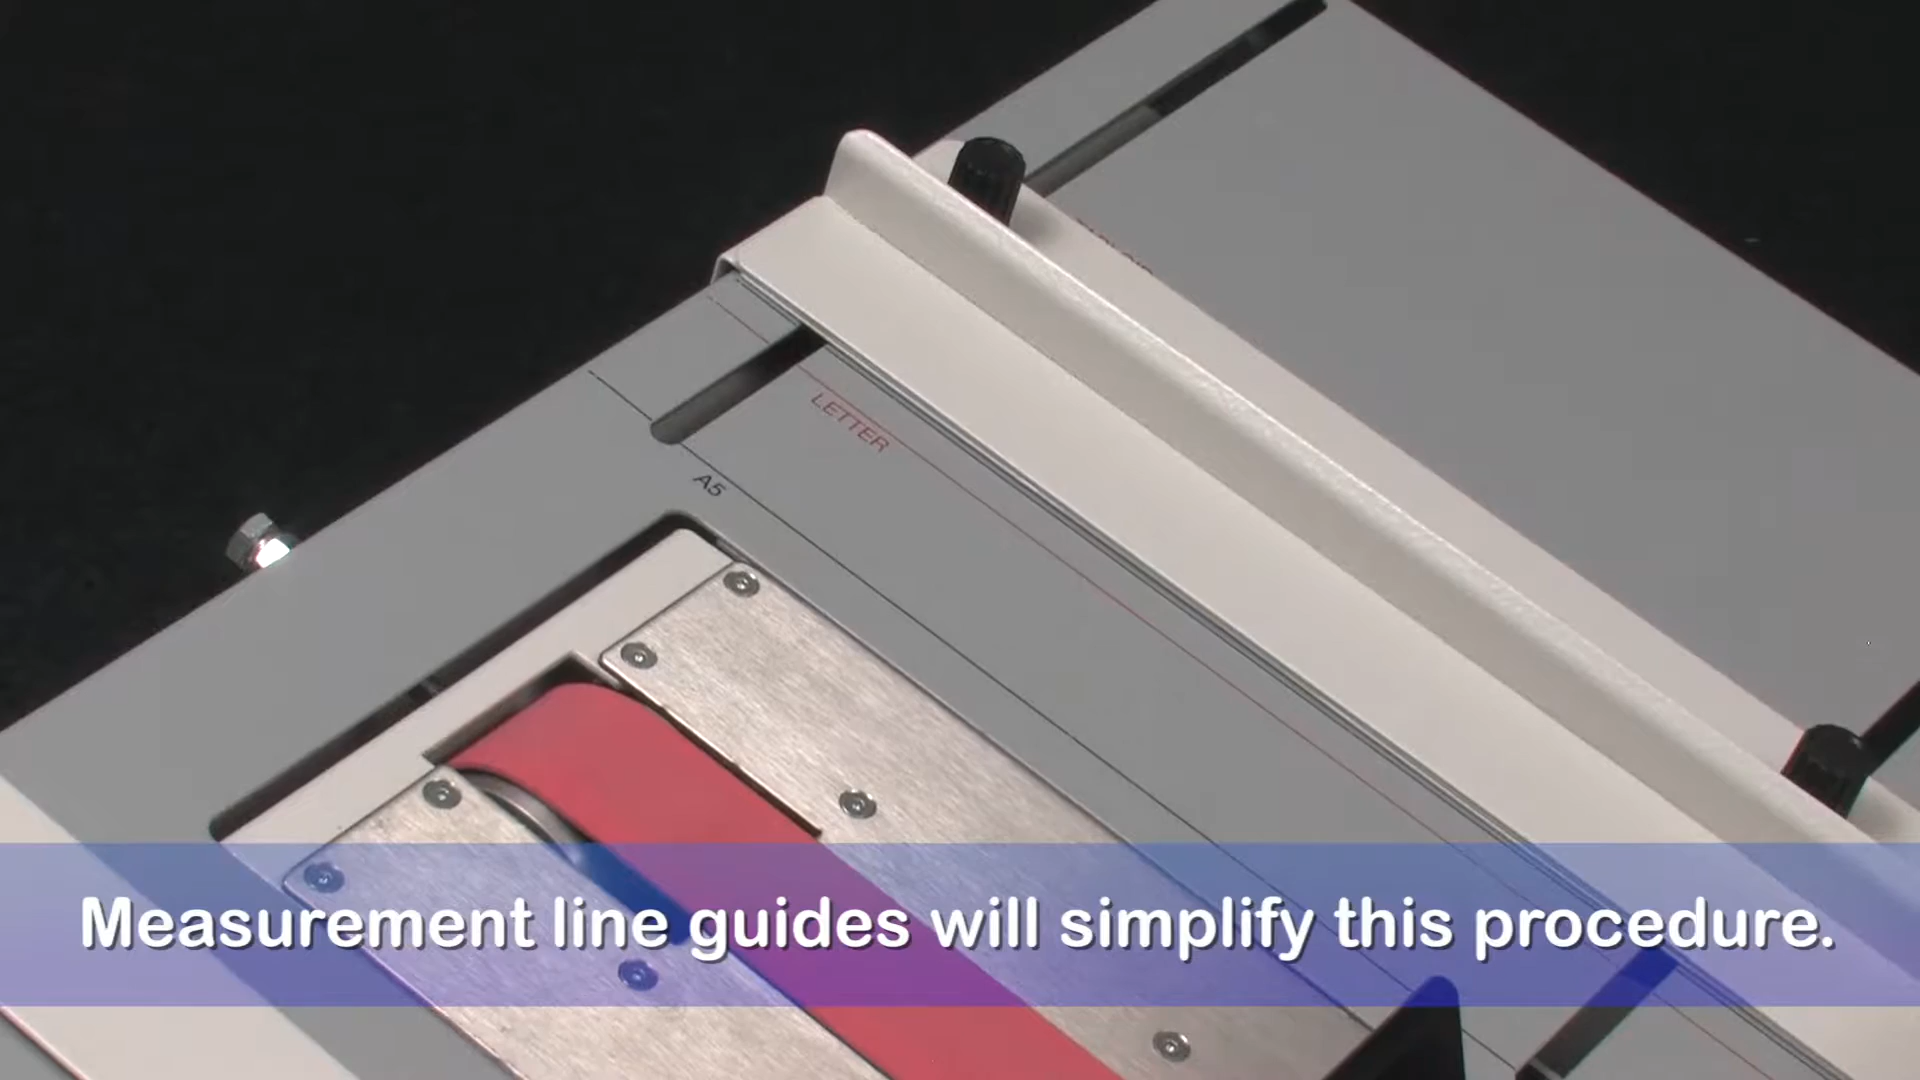 LETTER
A5
Measurement line guides will simplify this procedure.